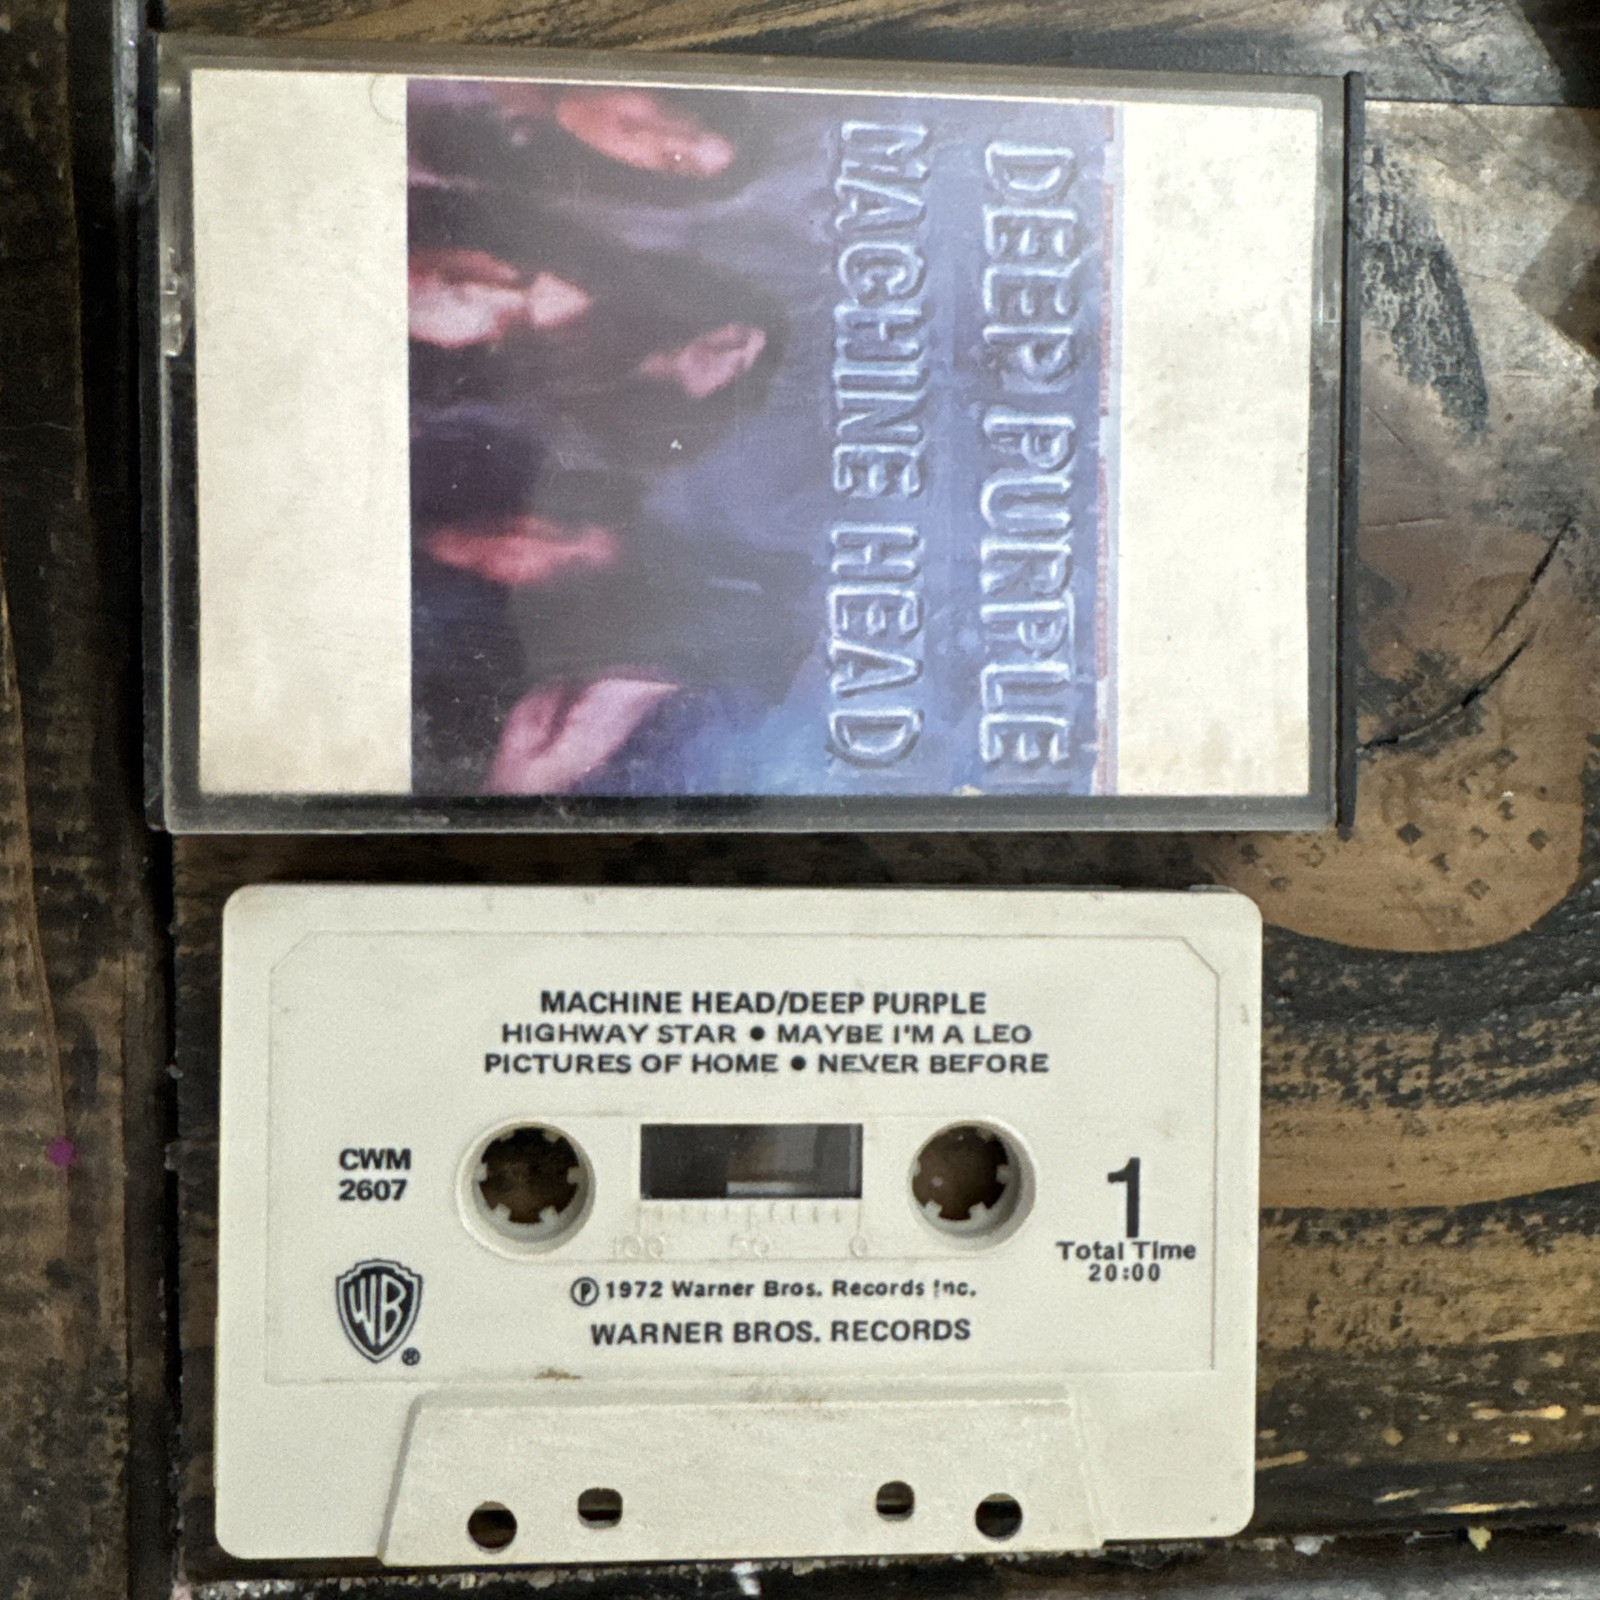 DEEP PURPLE
MACHINE HEAD
MACHINE HEAD/DEEP PURPLE
HIGHWAY STAR ● MAYBE I'M A LEO
PICTURES OF HOME ● NEVER BEFORE
CWM
2607
1
Total Time
20:00
100 50 0
WB
®
Ⓟ 1972 Warner Bros. Records Inc.
WARNER BROS. RECORDS